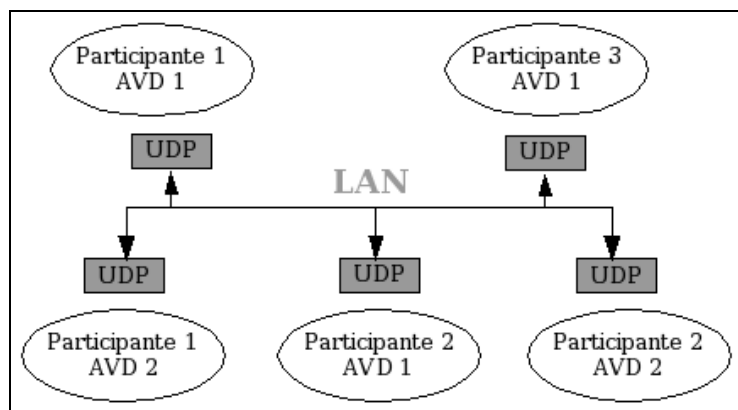 Participante 1
AVD 1
Participante 3
AVD 1
UDP
UDP
LAN
UDP
UDP
UDP
Participante 1
AVD 2
Participante 2
AVD 1
Participante 2
AVD 2